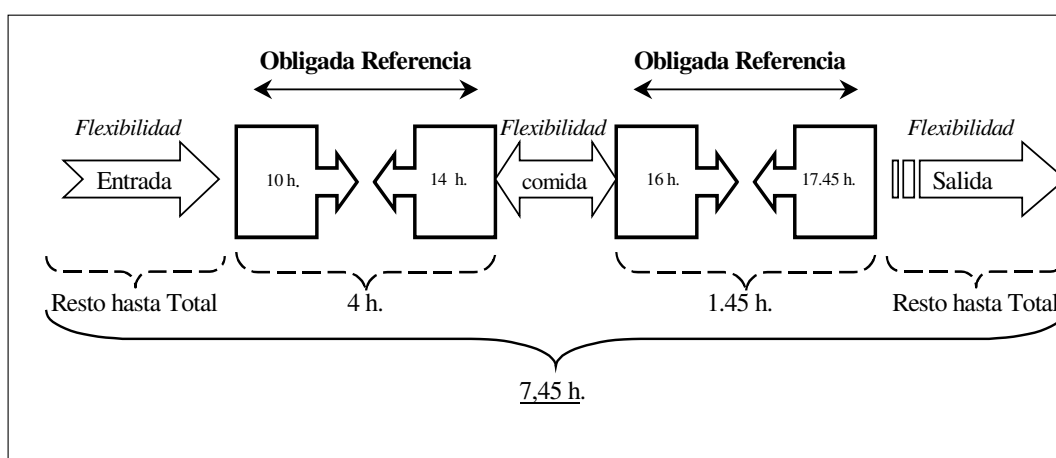 Obligada Referencia
Obligada Referencia
Flexibilidad
Flexibilidad
Flexibilidad
Entrada
10 h.
14 h.
comida
16 h.
17.45 h.
Salida
Resto hasta Total
4 h.
1.45 h.
Resto hasta Total
7,45 h.